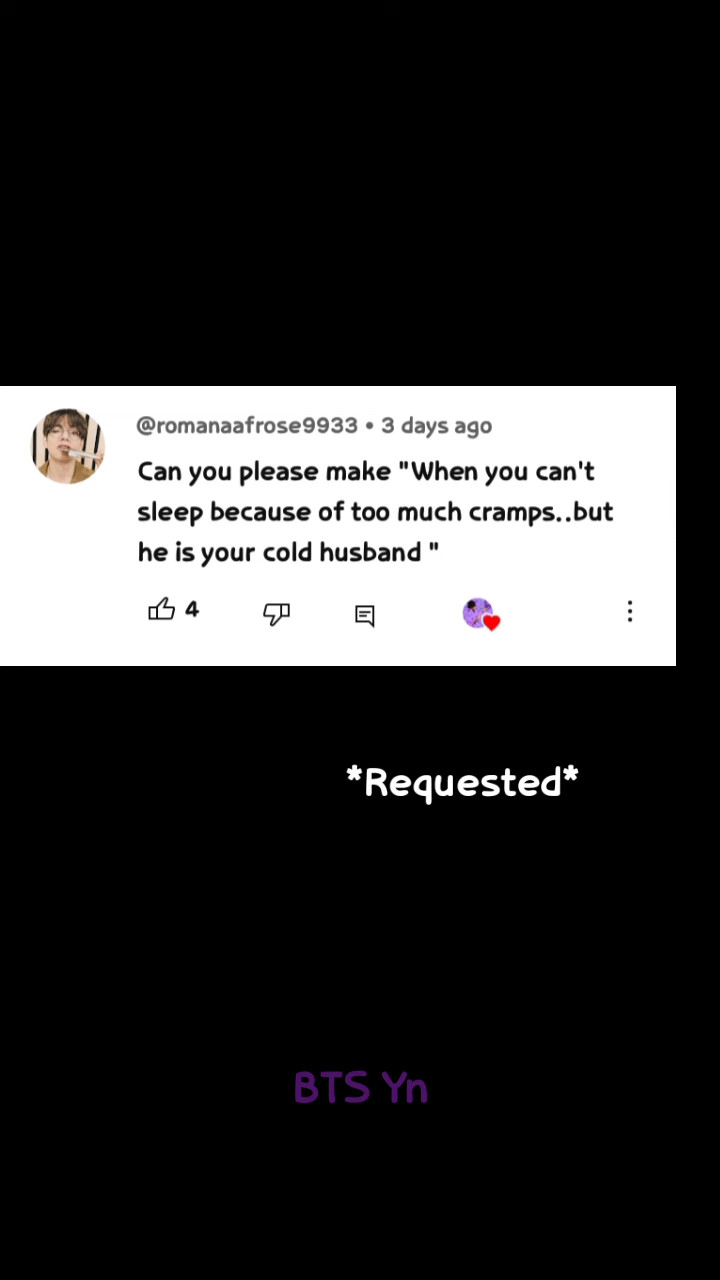 @romanaafrose9933 • 3 days ago
Can you please make "When you can't
sleep because of too much cramps..but
he is your cold husband "
4
*Requested*
BTS Yn